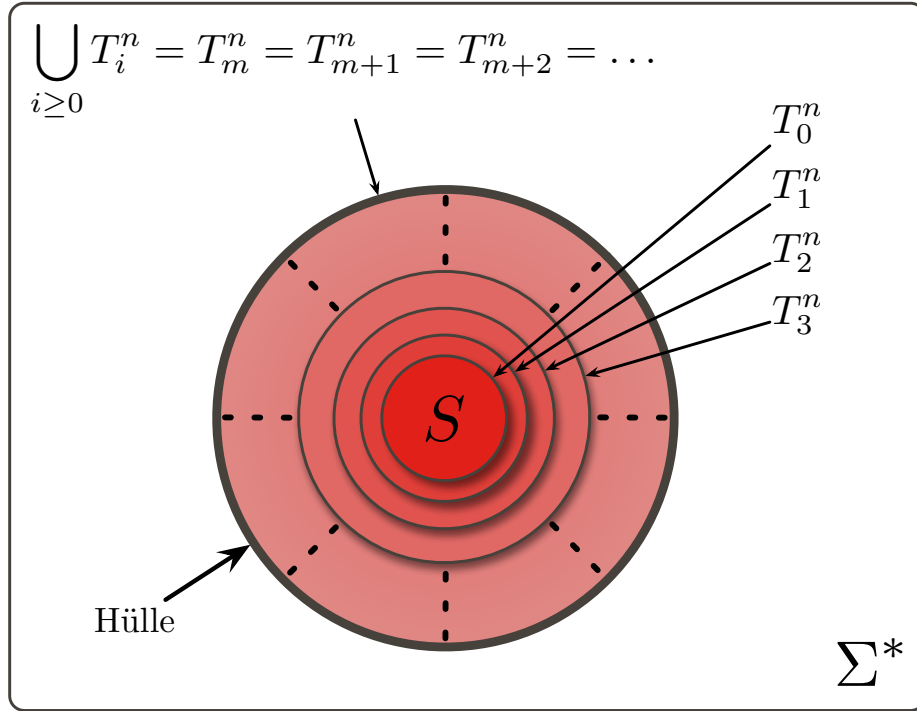 ⋃ T_i^n = T_m^n = T_{m+1}^n = T_{m+2}^n = …
i≥0
T_0^n
T_1^n
T_2^n
T_3^n
S
Hülle
Σ*